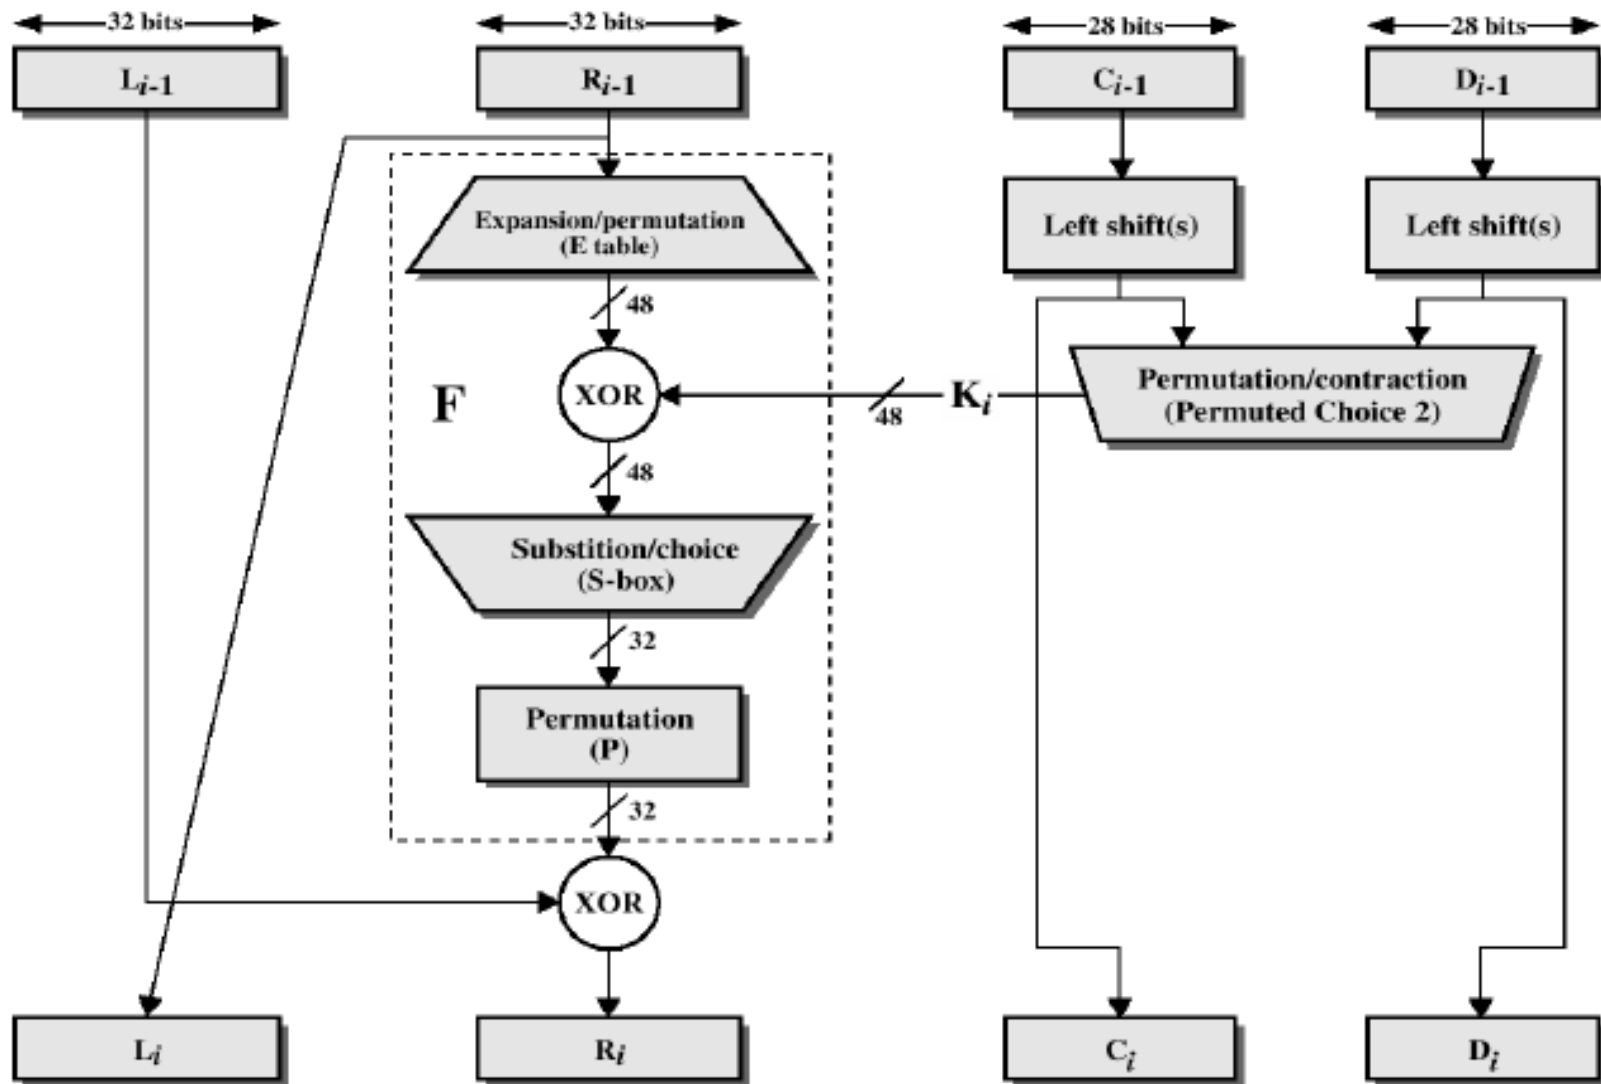 32 bits
32 bits
28 bits
28 bits
Li-1
Ri-1
Ci-1
Di-1
Expansion/permutation
(E table)
Left shift(s)
Left shift(s)
48
F
XOR
48
Ki
Permutation/contraction
(Permuted Choice 2)
48
Substition/choice
(S-box)
32
Permutation
(P)
32
XOR
Li
Ri
Ci
Di